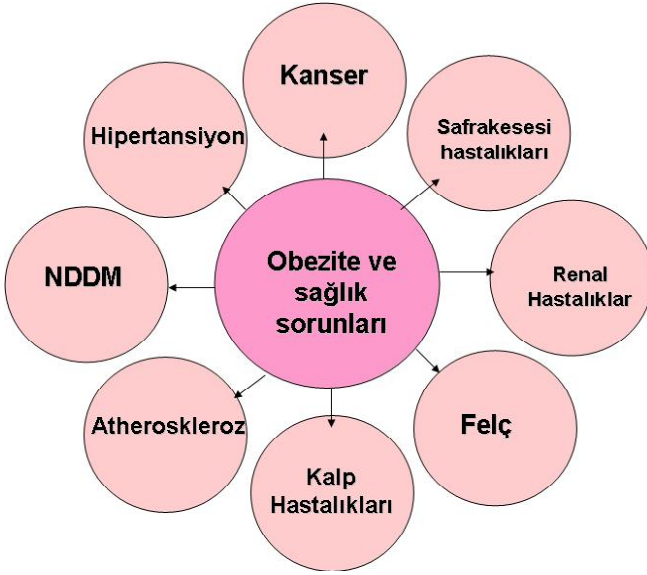 Kanser
Hipertansiyon
Safrakesesi
hastalıkları
NDDM
Obezite ve
sağlık
sorunları
Renal
Hastalıklar
Atheroskleroz
Felç
Kalp
Hastalıkları